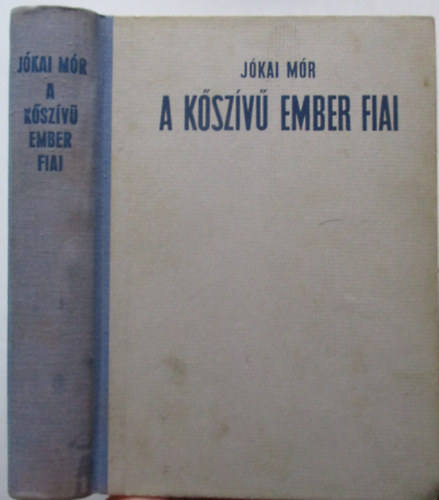 JÓKAI MÓR
A
KŐSZÍVŰ
EMBER
FIAI
JÓKAI MÓR
A KŐSZÍVŰ EMBER FIAI